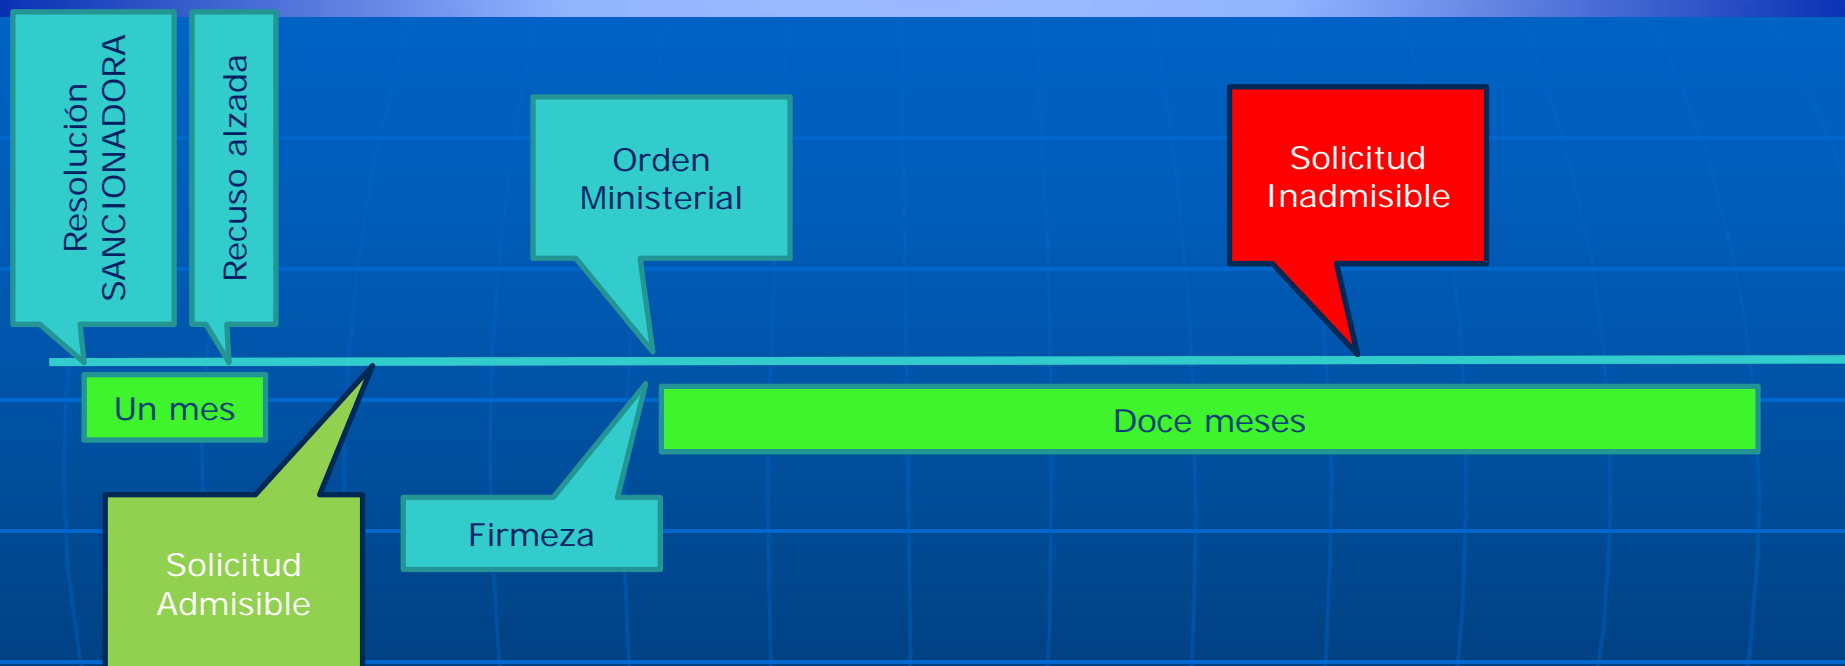 Resolución
SANCIONADORA
Recuso alzada
Orden
Ministerial
Solicitud
Inadmisible
Un mes
Doce meses
Firmeza
Solicitud
Admisible